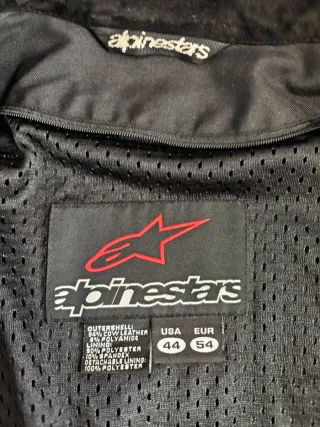 alpinestars
alpinestars
OUTERSHELL:
95% COW LEATHER
5% POLYAMIDE
LINING:
90% POLYESTER
10% SPANDEX
DETACHABLE LINING:
100% POLYESTER
USA EUR
44 54